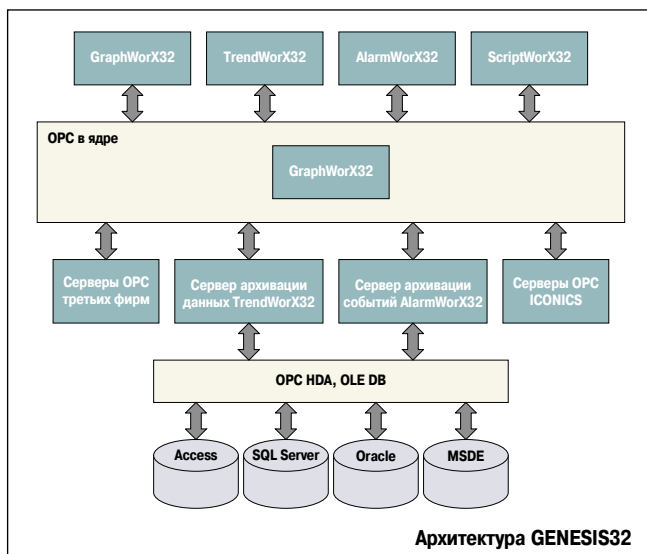 GraphWorX32
TrendWorX32
AlarmWorX32
ScriptWorX32
OPC в ядре
GraphWorX32
Серверы OPC
третьих фирм
Сервер архивации
данных TrendWorX32
Сервер архивации
событий AlarmWorX32
Серверы OPC
ICONICS
OPC HDA, OLE DB
Access
SQL Server
Oracle
MSDE
Архитектура GENESIS32